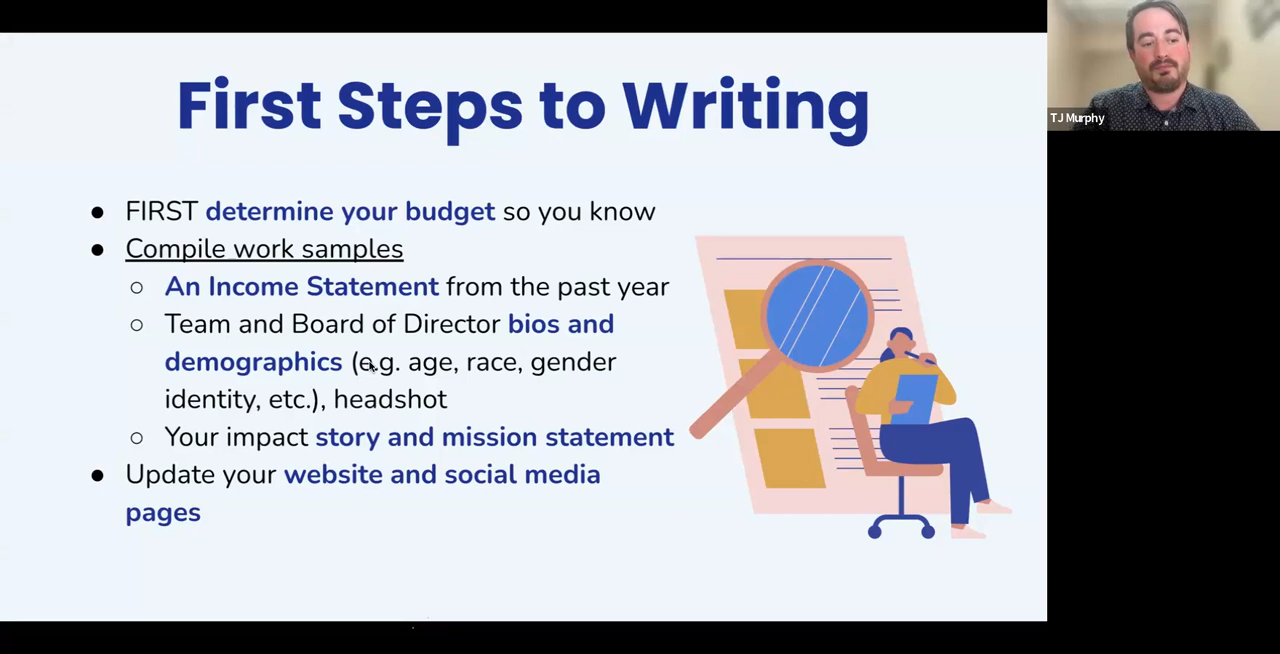 First Steps to Writing
● FIRST determine your budget so you know
● Compile work samples
○ An Income Statement from the past year
○ Team and Board of Director bios and
demographics (e.g. age, race, gender
identity, etc.), headshot
○ Your impact story and mission statement
● Update your website and social media
pages
TJ Murphy